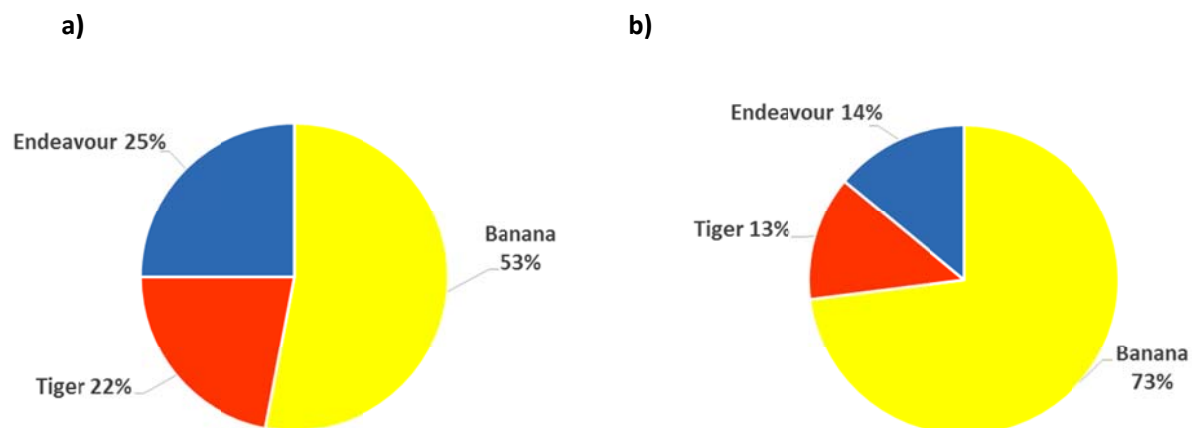 a)
Endeavour 25%
Banana
53%
Tiger 22%
b)
Endeavour 14%
Tiger 13%
Banana
73%